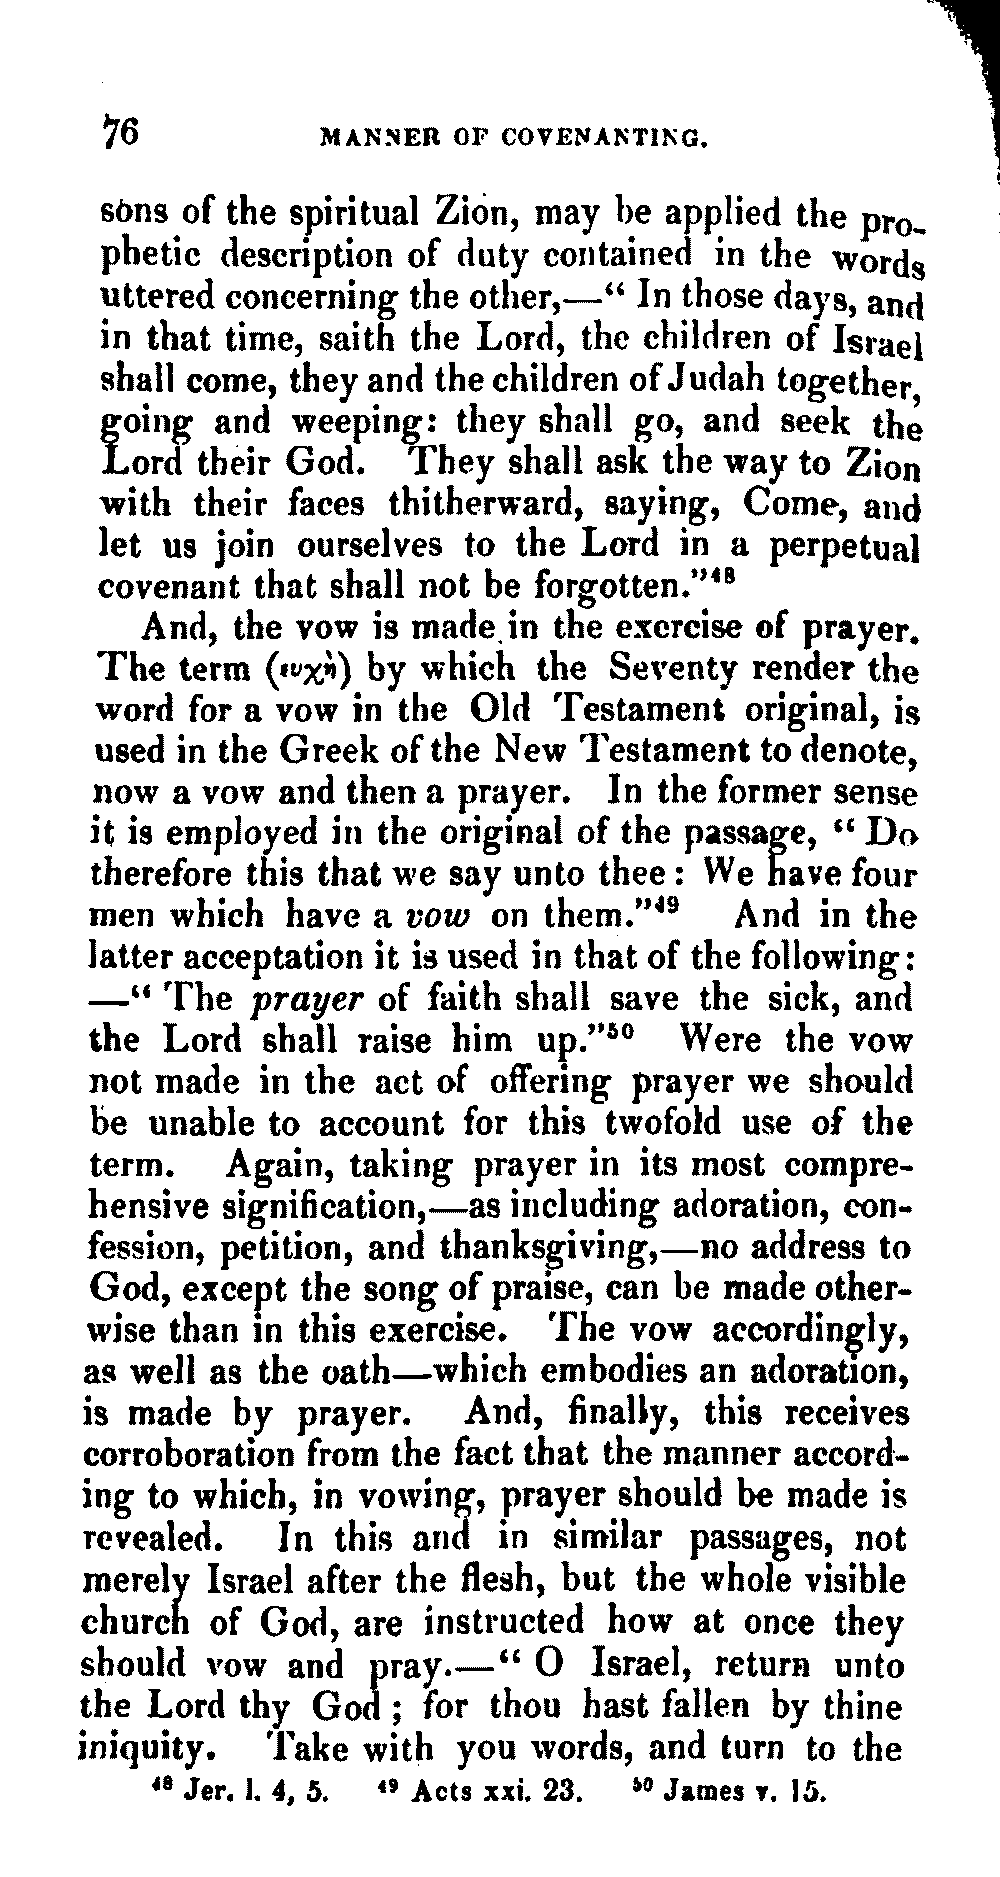 76 MANNER OF COVENANTING.
sons of the spiritual Zion, may be applied the pro-
phetic description of duty contained in the words
uttered concerning the other,—“ In those days, and
in that time, saith the Lord, the children of Israel
shall come, they and the children of Judah together,
going and weeping: they shall go, and seek the
Lord their God. They shall ask the way to Zion
with their faces thitherward, saying, Come, and
let us join ourselves to the Lord in a perpetual
covenant that shall not be forgotten.”⁴⁸
And, the vow is made in the exercise of prayer.
The term (ευχὴ) by which the Seventy render the
word for a vow in the Old Testament original, is
used in the Greek of the New Testament to denote,
now a vow and then a prayer. In the former sense
it is employed in the original of the passage, “ Do
therefore this that we say unto thee : We have four
men which have a vow on them.”⁴⁹ And in the
latter acceptation it is used in that of the following:
—“ The prayer of faith shall save the sick, and
the Lord shall raise him up.”⁵⁰ Were the vow
not made in the act of offering prayer we should
be unable to account for this twofold use of the
term. Again, taking prayer in its most compre-
hensive signification,—as including adoration, con-
fession, petition, and thanksgiving,—no address to
God, except the song of praise, can be made other-
wise than in this exercise. The vow accordingly,
as well as the oath—which embodies an adoration,
is made by prayer. And, finally, this receives
corroboration from the fact that the manner accord-
ing to which, in vowing, prayer should be made is
revealed. In this and in similar passages, not
merely Israel after the flesh, but the whole visible
church of God, are instructed how at once they
should vow and pray.—“ O Israel, return unto
the Lord thy God ; for thou hast fallen by thine
iniquity. Take with you words, and turn to the
⁴⁸ Jer. l. 4, 5. ⁴⁹ Acts xxi. 23. ⁵⁰ James v. 15.